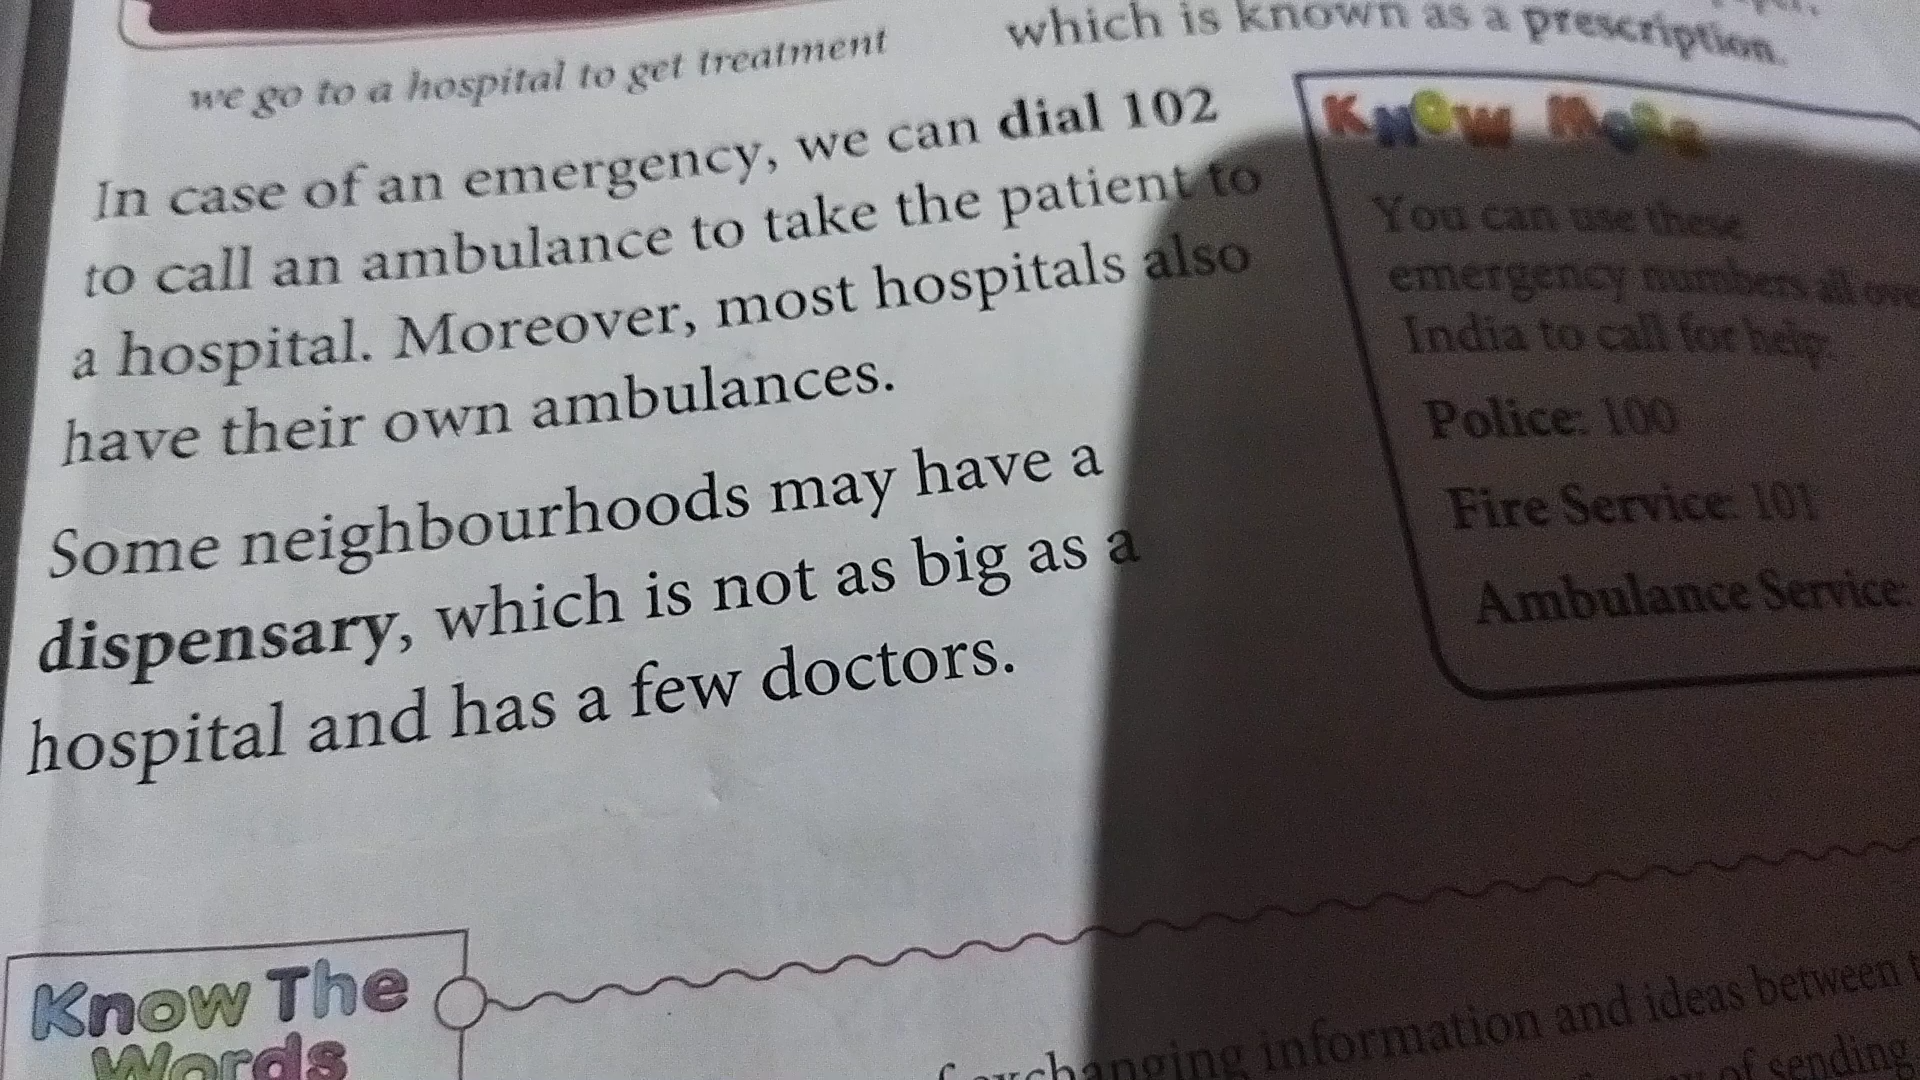 we go to a hospital to get treatment
which is known as a prescription.
In case of an emergency, we can dial 102
to call an ambulance to take the patient to
a hospital. Moreover, most hospitals also
have their own ambulances.
Some neighbourhoods may have a
dispensary, which is not as big as a
hospital and has a few doctors.
Know More
You can use these
emergency numbers all over
India to call for help.
Police: 100
Fire Service: 101
Ambulance Service:
Know The
Words
exchanging information and ideas between
of sending